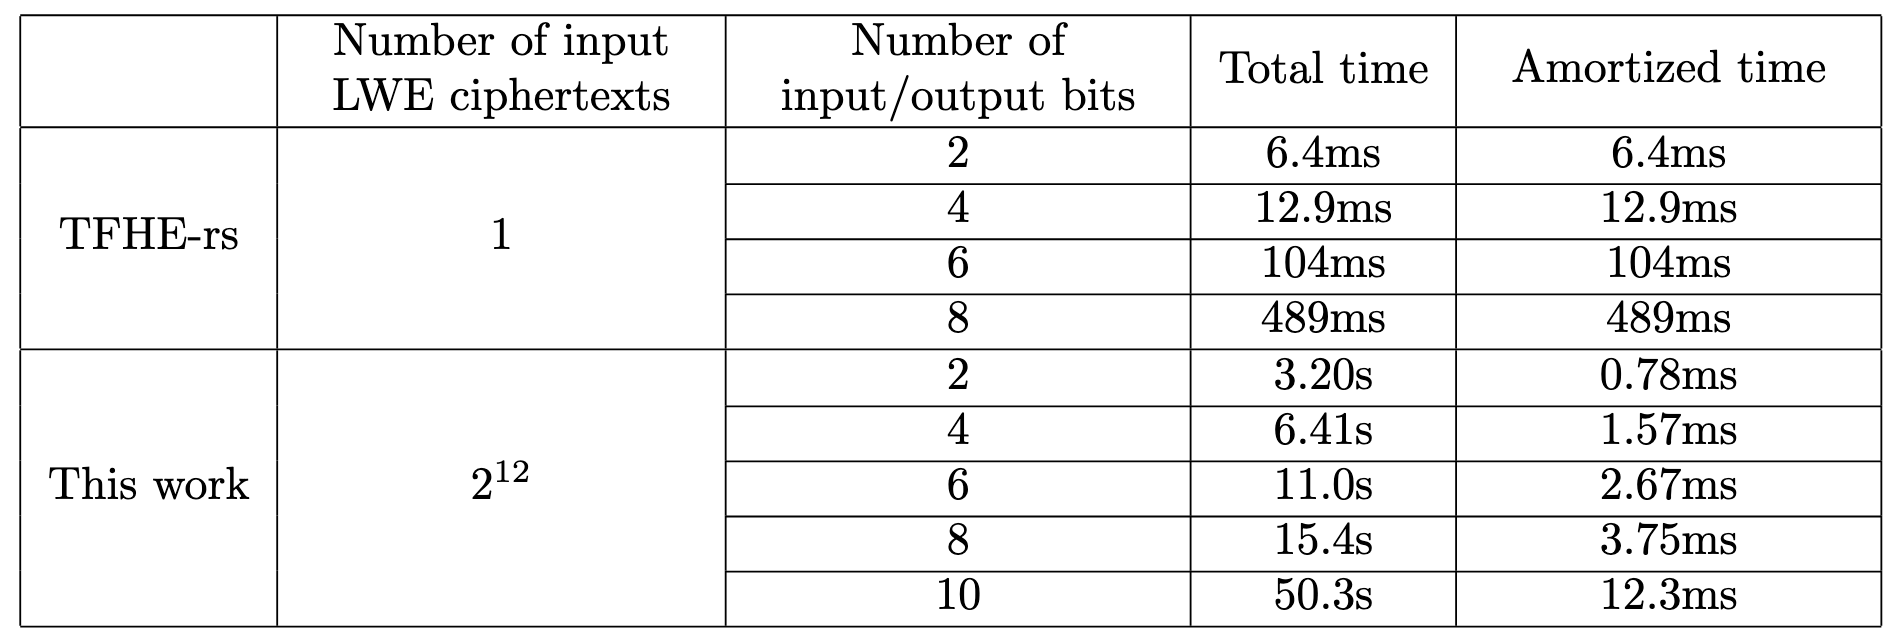 Number of input
LWE ciphertexts
Number of
input/output bits
Total time
Amortized time
TFHE-rs
1
2 6.4ms 6.4ms
4 12.9ms 12.9ms
6 104ms 104ms
8 489ms 489ms
This work
2¹²
2 3.20s 0.78ms
4 6.41s 1.57ms
6 11.0s 2.67ms
8 15.4s 3.75ms
10 50.3s 12.3ms